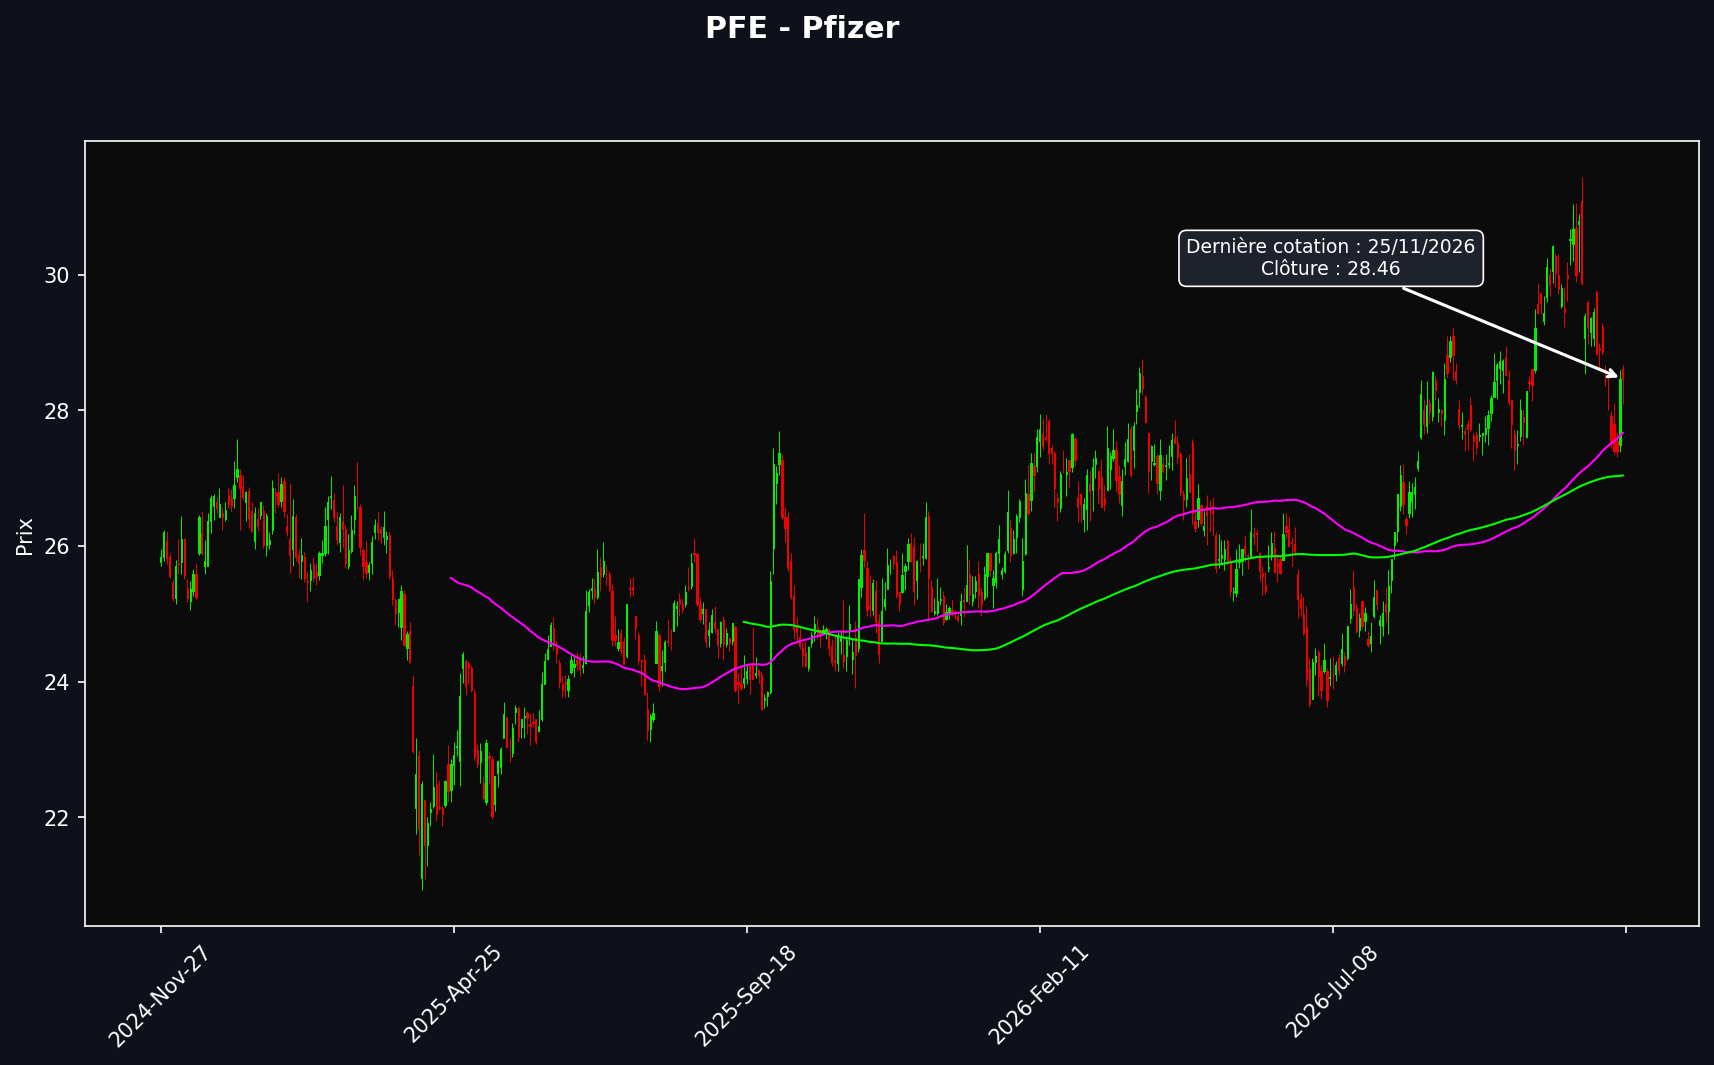 PFE - Pfizer
Dernière cotation : 25/11/2026
Clôture : 28.46
Prix
30
28
26
24
22
2024-Nov-27
2025-Apr-25
2025-Sep-18
2026-Feb-11
2026-Jul-08